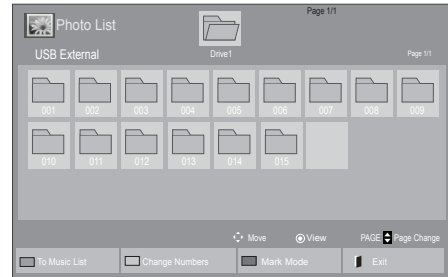 Page 1/1
Photo List
USB External
Drive1
Page 1/1
001 002 003 004 005 006 007 008 009
010 011 012 013 014 015
Move View PAGE Page Change
To Music List Change Numbers Mark Mode Exit